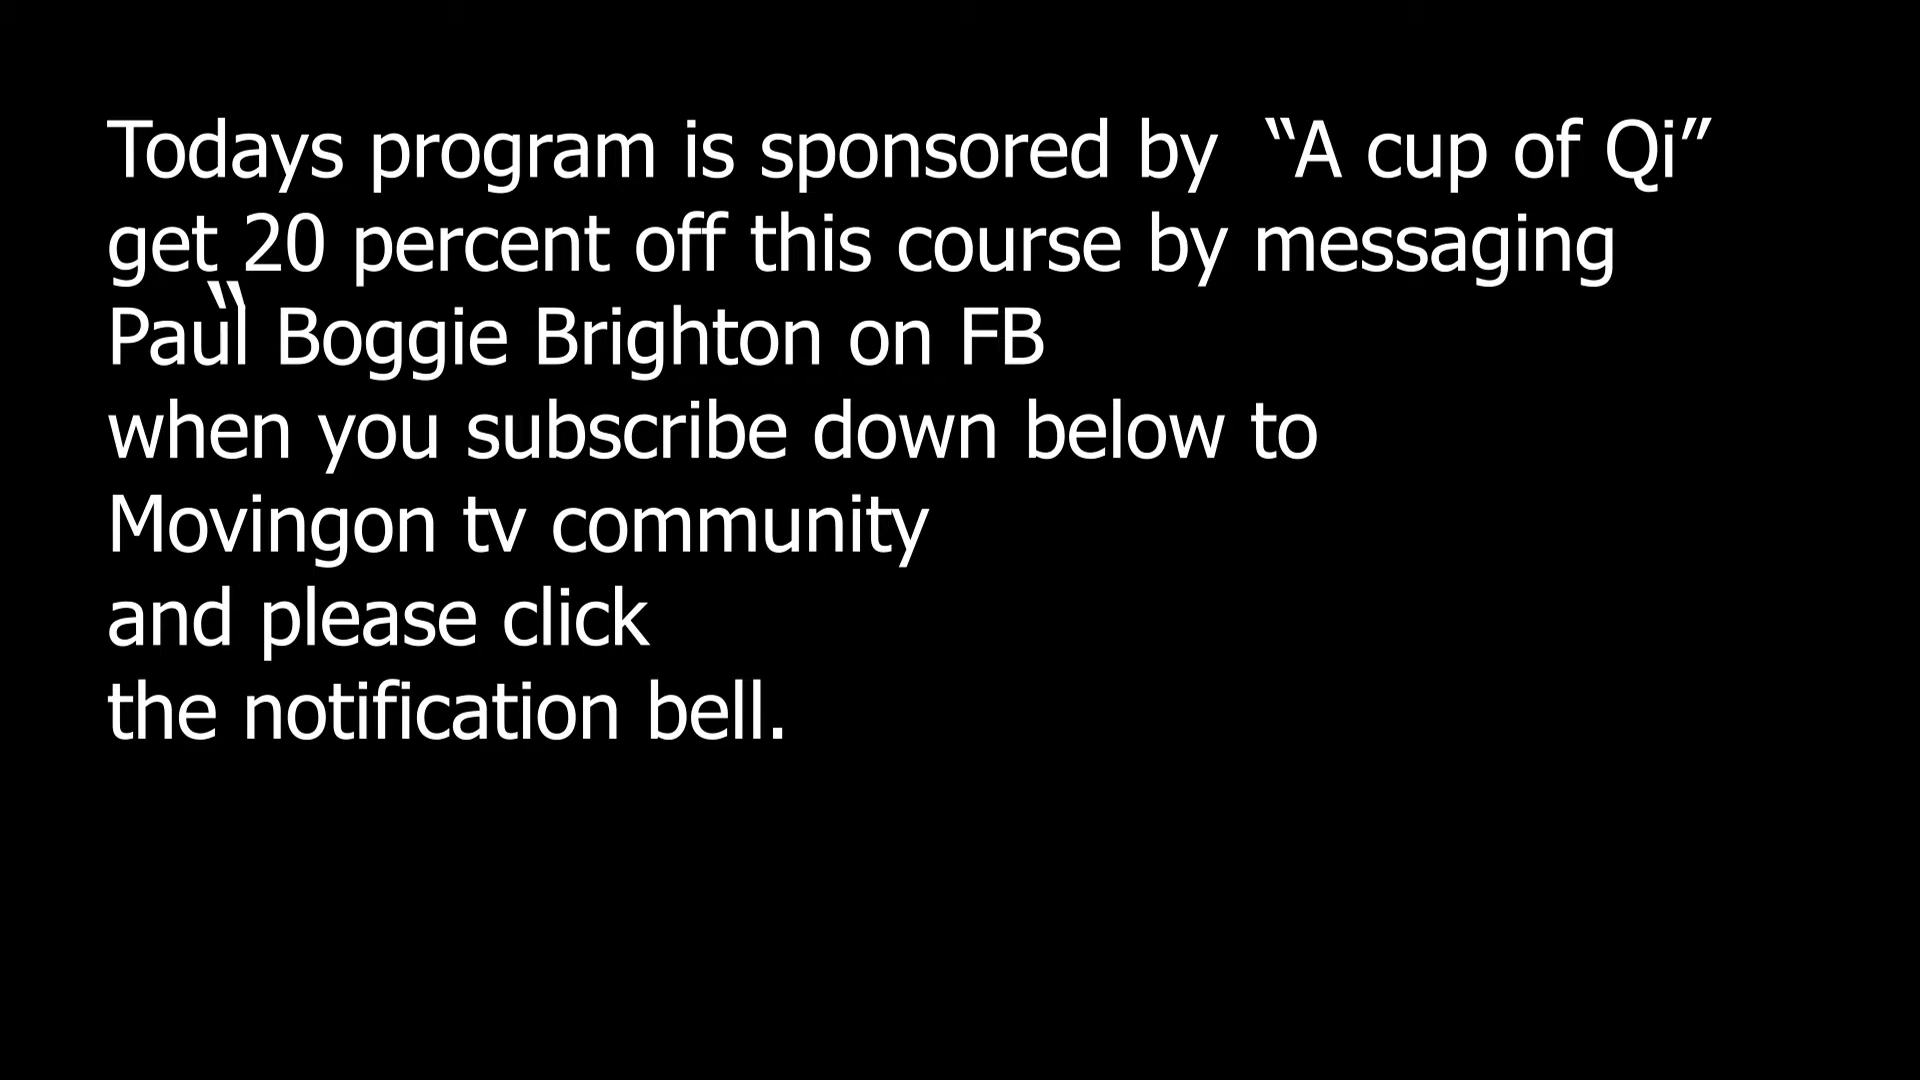 Todays program is sponsored by “A cup of Qi”
get 20 percent off this course by messaging
“
Paul Boggie Brighton on FB
when you subscribe down below to
Movingon tv community
and please click
the notification bell.